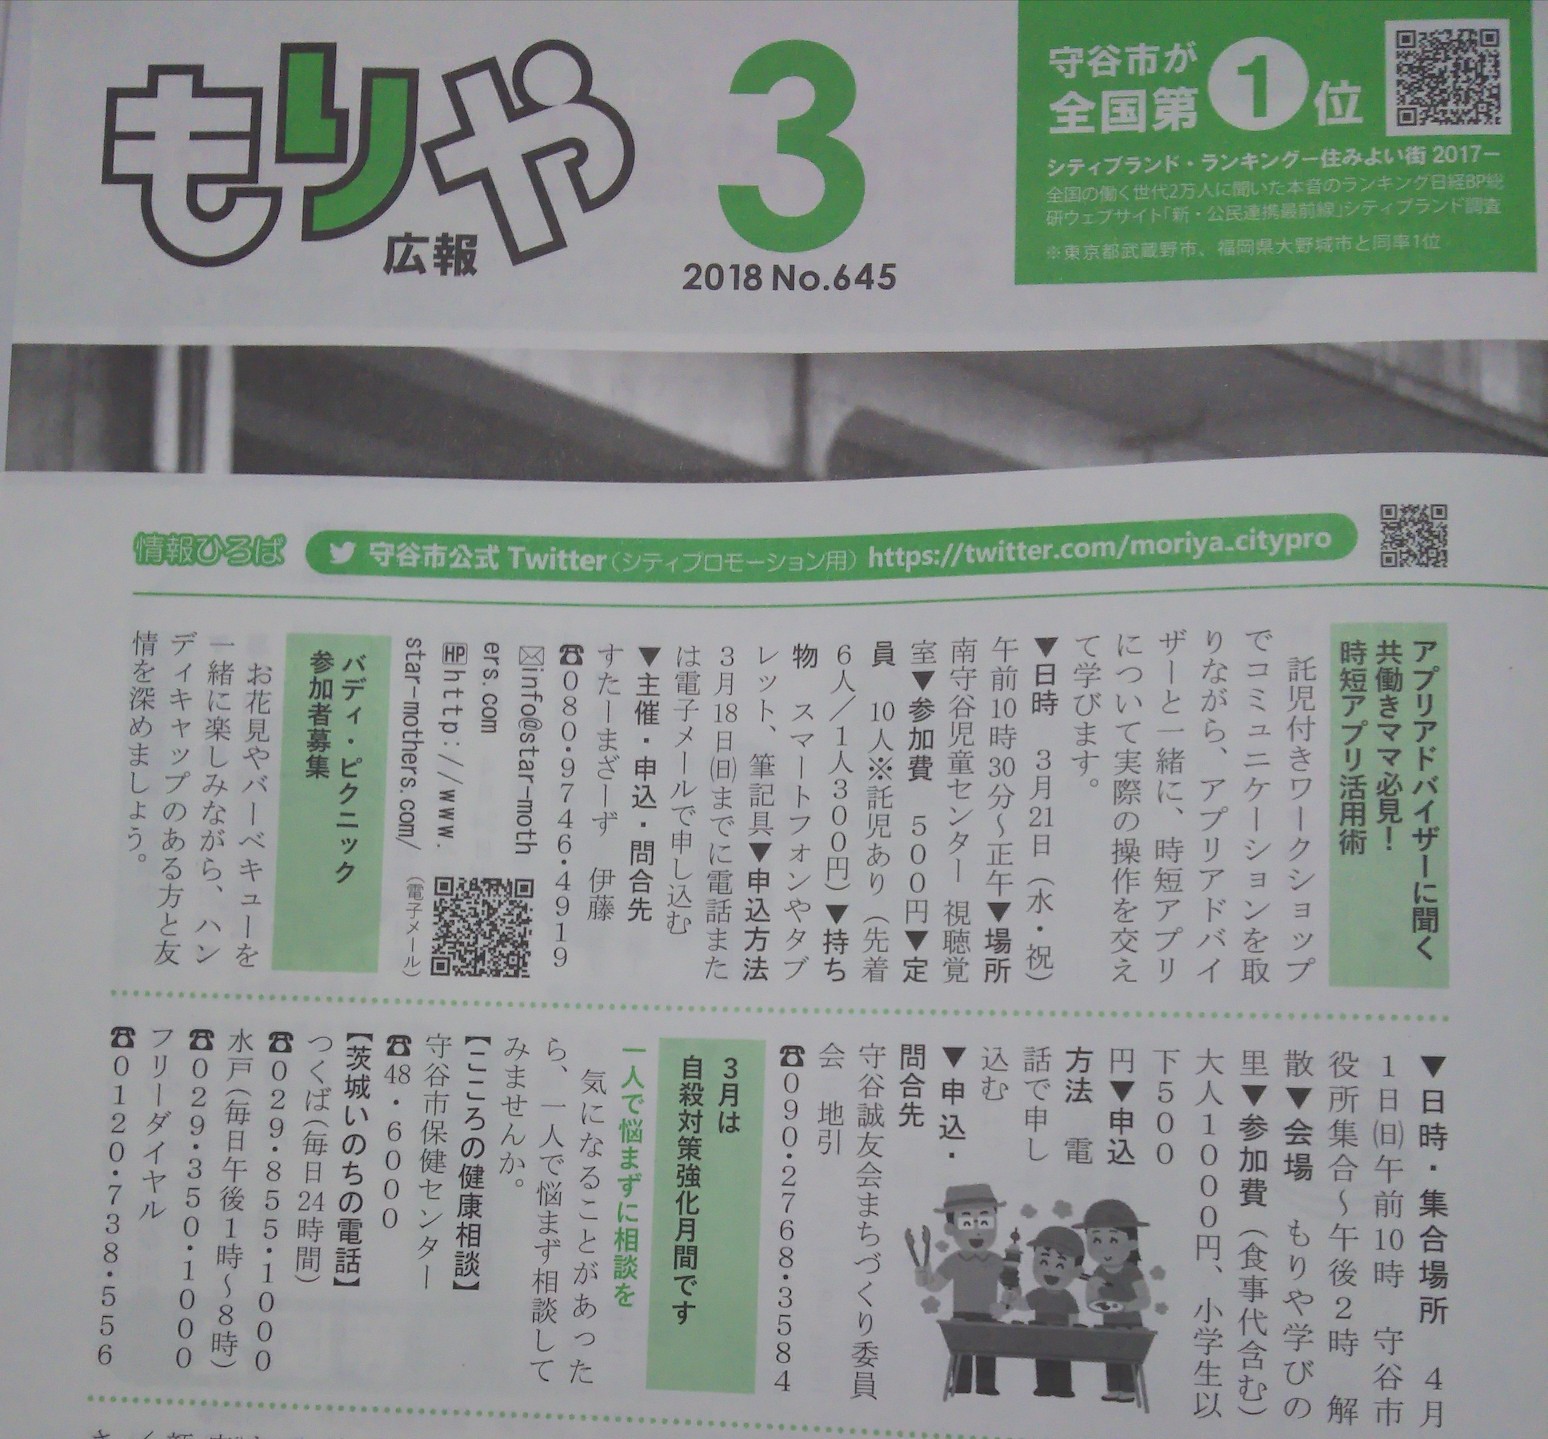 もりや
広報
3
2018 No.645
守谷市が
全国第1位
シティブランド・ランキング―住みよい街 2017―
全国の働く世代2万人に聞いた本音のランキング日経BP総
研ウェブサイト「新・公民連携最前線」シティブランド調査
※東京都武蔵野市、福岡県大野城市と同率1位
情報ひろば
守谷市公式 Twitter（シティプロモーション用）https://twitter.com/moriya_citypro
アプリアドバイザーに聞く
共働きママ必見！
時短アプリ活用術
託児付きワークショップ
でコミュニケーションを取
りながら、アプリアドバイ
ザーと一緒に、時短アプリ
について実際の操作を交え
て学びます。
▼日時　3月21日（水・祝）
午前10時30分～正午▼場所
南守谷児童センター　視聴覚
室▼参加費　500円▼定
員　10人※託児あり（先着
6人／1人300円）▼持ち
物　スマートフォンやタブ
レット、筆記具▼申込方法
3月18日㈰までに電話また
は電子メールで申し込む
▼主催・申込・問合先
すたーまざーず　伊藤
☎080・9746・4919
✉info@star-moth
ers.com
HPhttp://www.
star-mothers.com/
（電子メール）
バディ・ピクニック
参加者募集
お花見やバーベキューを
一緒に楽しみながら、ハン
ディキャップのある方と友
情を深めましょう。
▼日時・集合場所　4月
1日㈰午前10時　守谷市
役所集合～午後2時　解
散▼会場　もりや学びの
里▼参加費（食事代含む）
大人1000円、小学生以
下500
円▼申込
方法　電
話で申し
込む
▼申込・
問合先
守谷誠友会まちづくり委員
会　地引
☎090・2768・3584
3月は
自殺対策強化月間です
一人で悩まずに相談を
気になることがあった
ら、一人で悩まず相談して
みませんか。
【こころの健康相談】
守谷市保健センター
☎48・6000
【茨城いのちの電話】
つくば（毎日24時間）
☎029・855・1000
水戸（毎日午後1時～8時）
☎029・350・1000
フリーダイヤル
☎0120・738・556